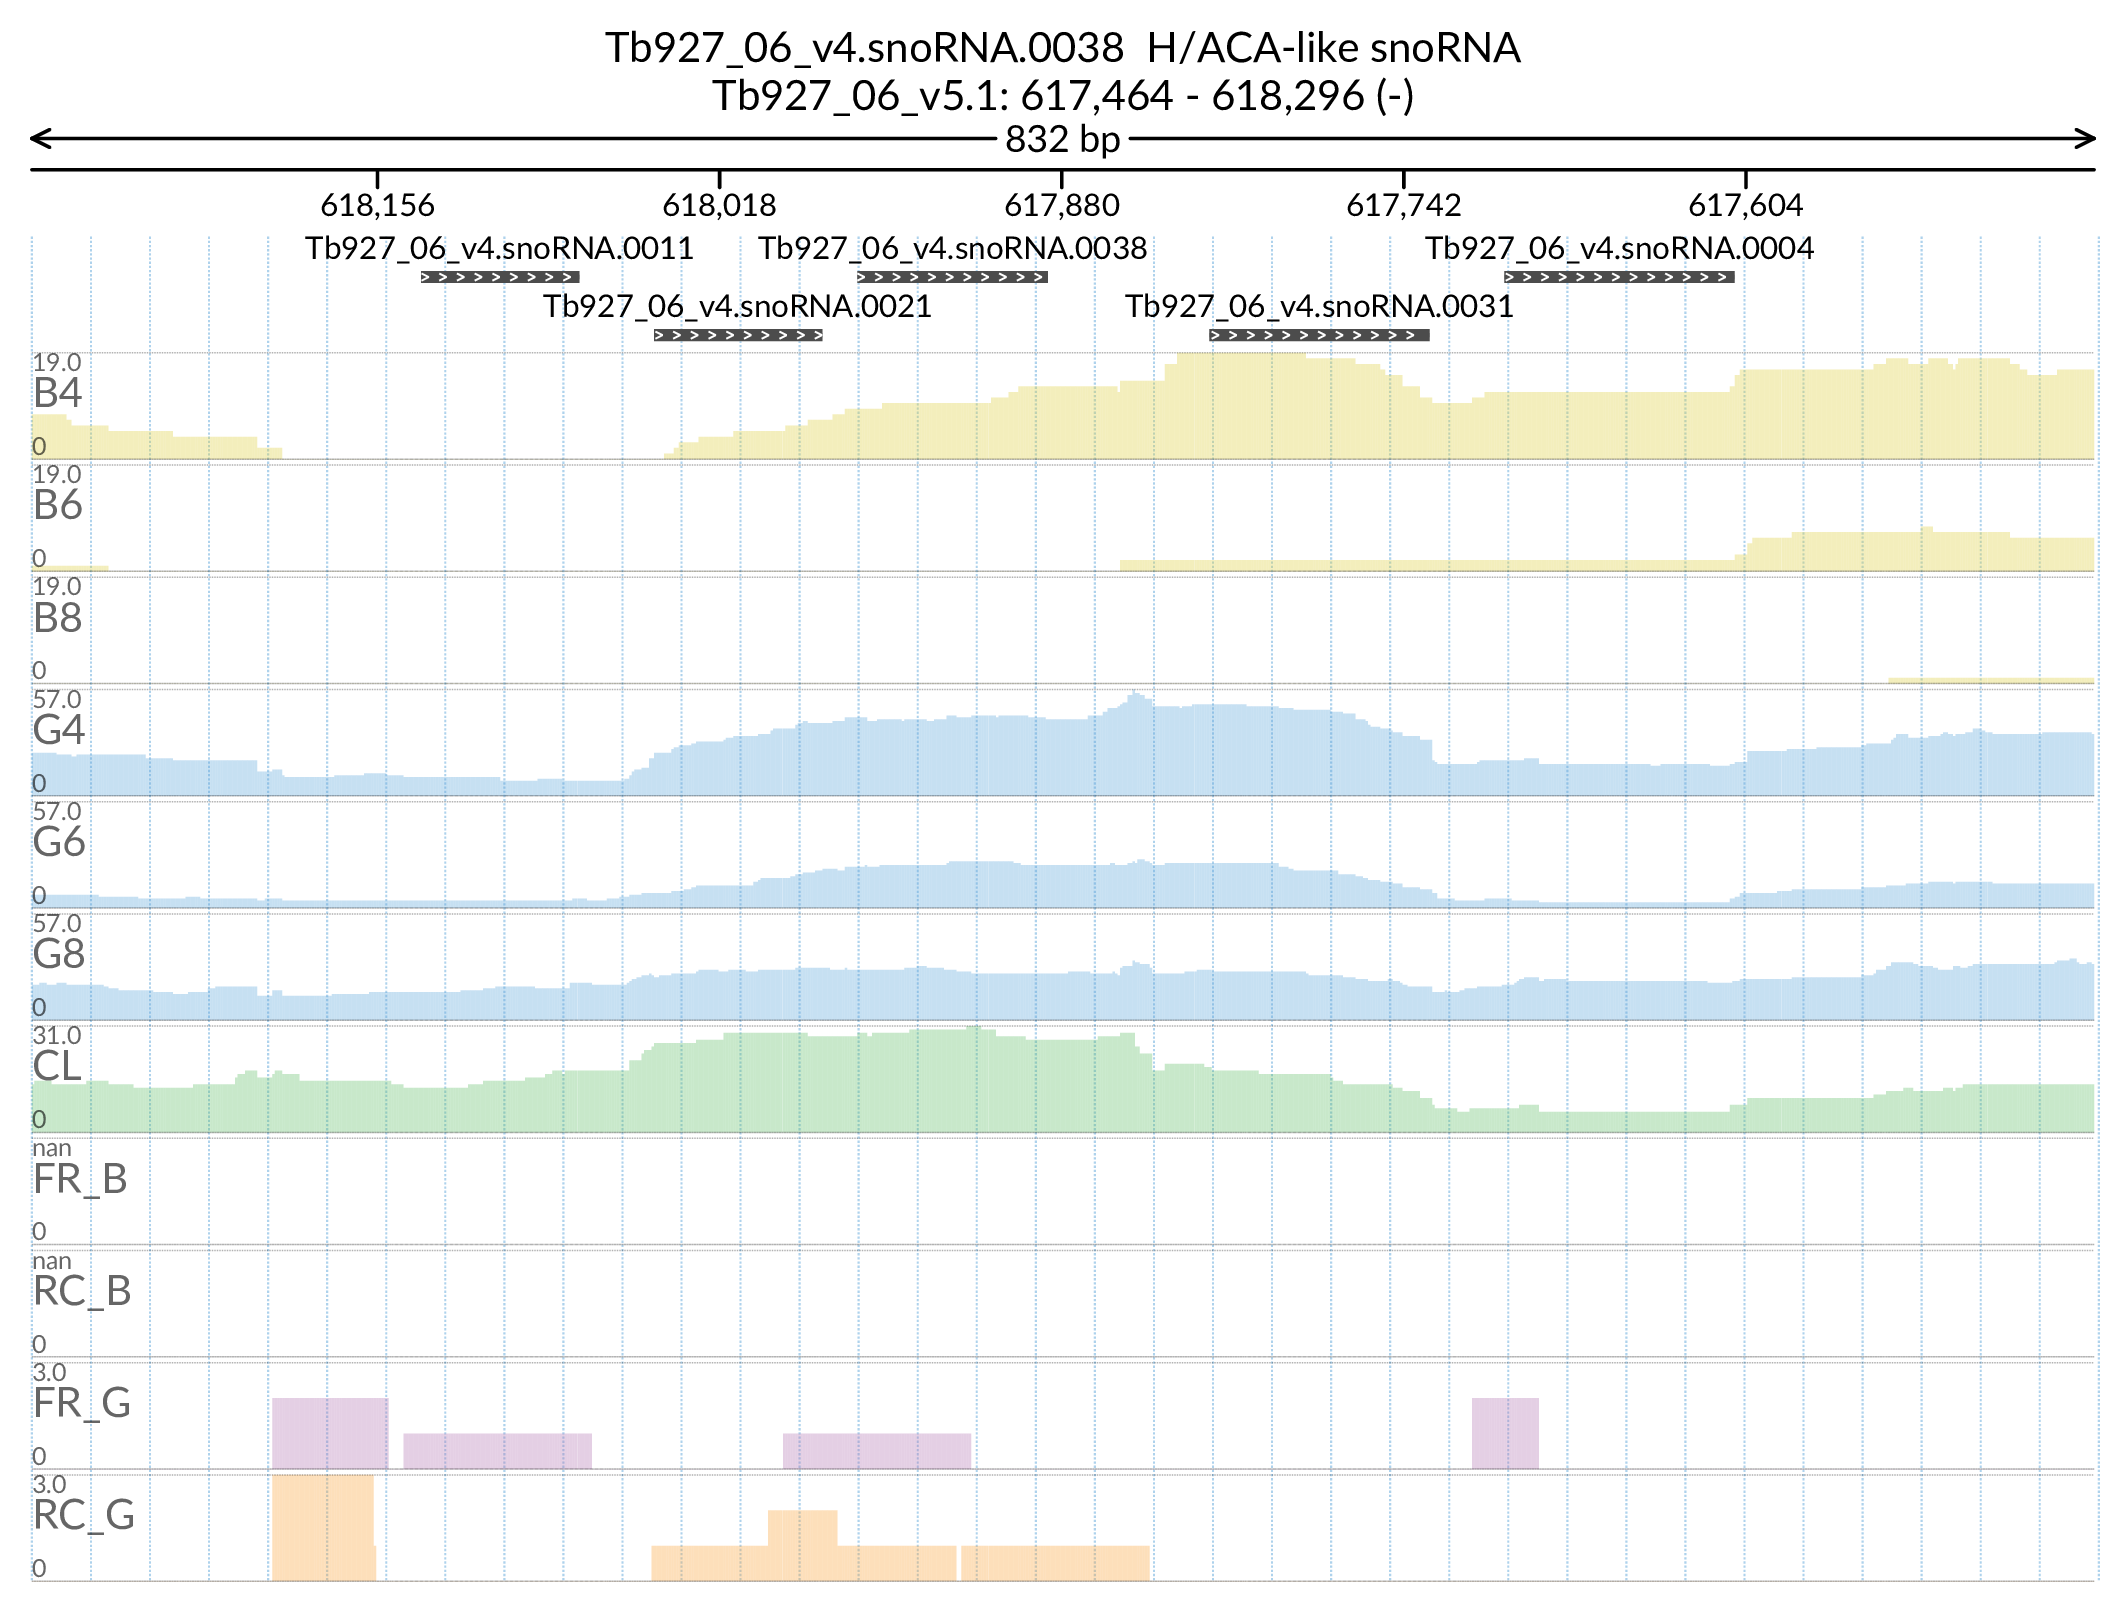 Tb927_06_v4.snoRNA.0038  H/ACA-like snoRNA
Tb927_06_v5.1: 617,464 - 618,296 (-)
832 bp
618,156 618,018 617,880 617,742 617,604
Tb927_06_v4.snoRNA.0011 Tb927_06_v4.snoRNA.0038 Tb927_06_v4.snoRNA.0004
Tb927_06_v4.snoRNA.0021 Tb927_06_v4.snoRNA.0031
19.0
B4
0
19.0
B6
0
19.0
B8
0
57.0
G4
0
57.0
G6
0
57.0
G8
0
31.0
CL
0
nan
FR_B
0
nan
RC_B
0
3.0
FR_G
0
3.0
RC_G
0